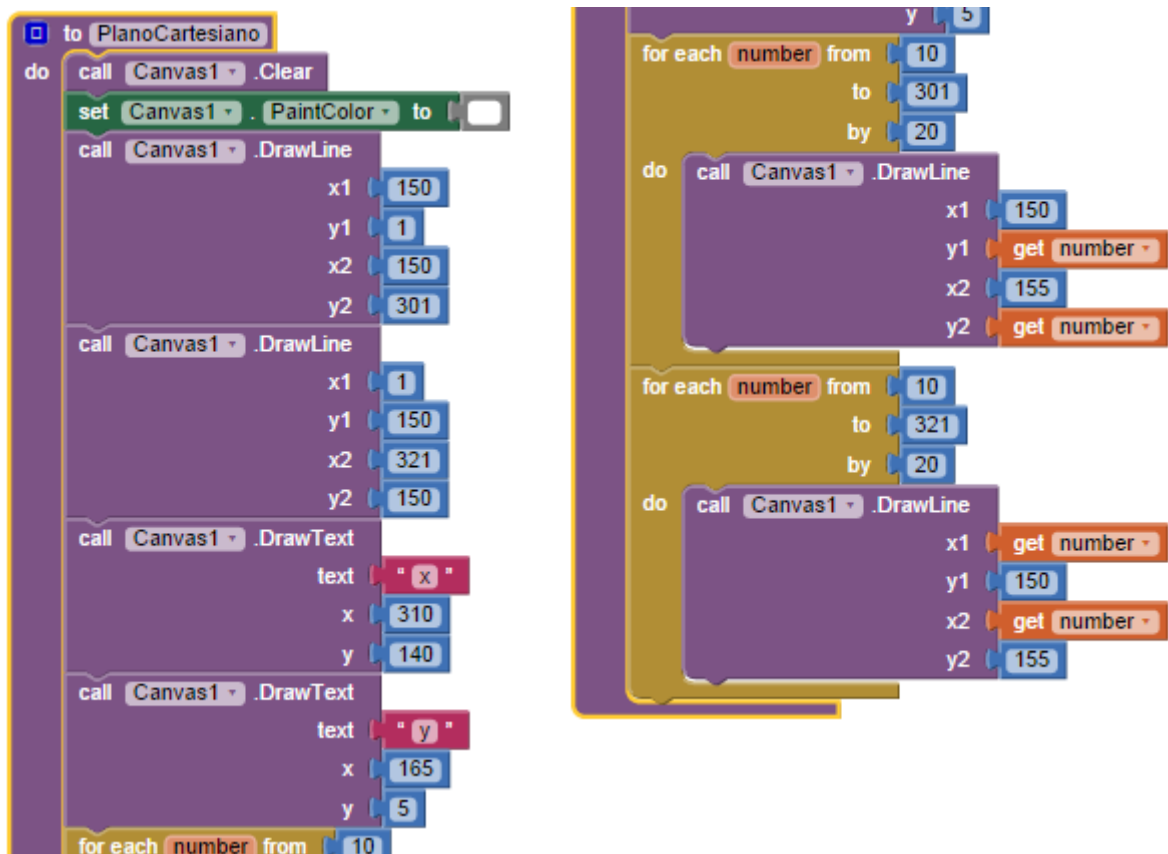 to PlanoCartesiano
do call Canvas1 .Clear
set Canvas1 . PaintColor to
call Canvas1 .DrawLine
x1 150
y1 1
x2 150
y2 301
call Canvas1 .DrawLine
x1 1
y1 150
x2 321
y2 150
call Canvas1 .DrawText
text " x "
x 310
y 140
call Canvas1 .DrawText
text " y "
x 165
y 5
for each number from 10
y 5
for each number from 10
to 301
by 20
do call Canvas1 .DrawLine
x1 150
y1 get number
x2 155
y2 get number
for each number from 10
to 321
by 20
do call Canvas1 .DrawLine
x1 get number
y1 150
x2 get number
y2 155